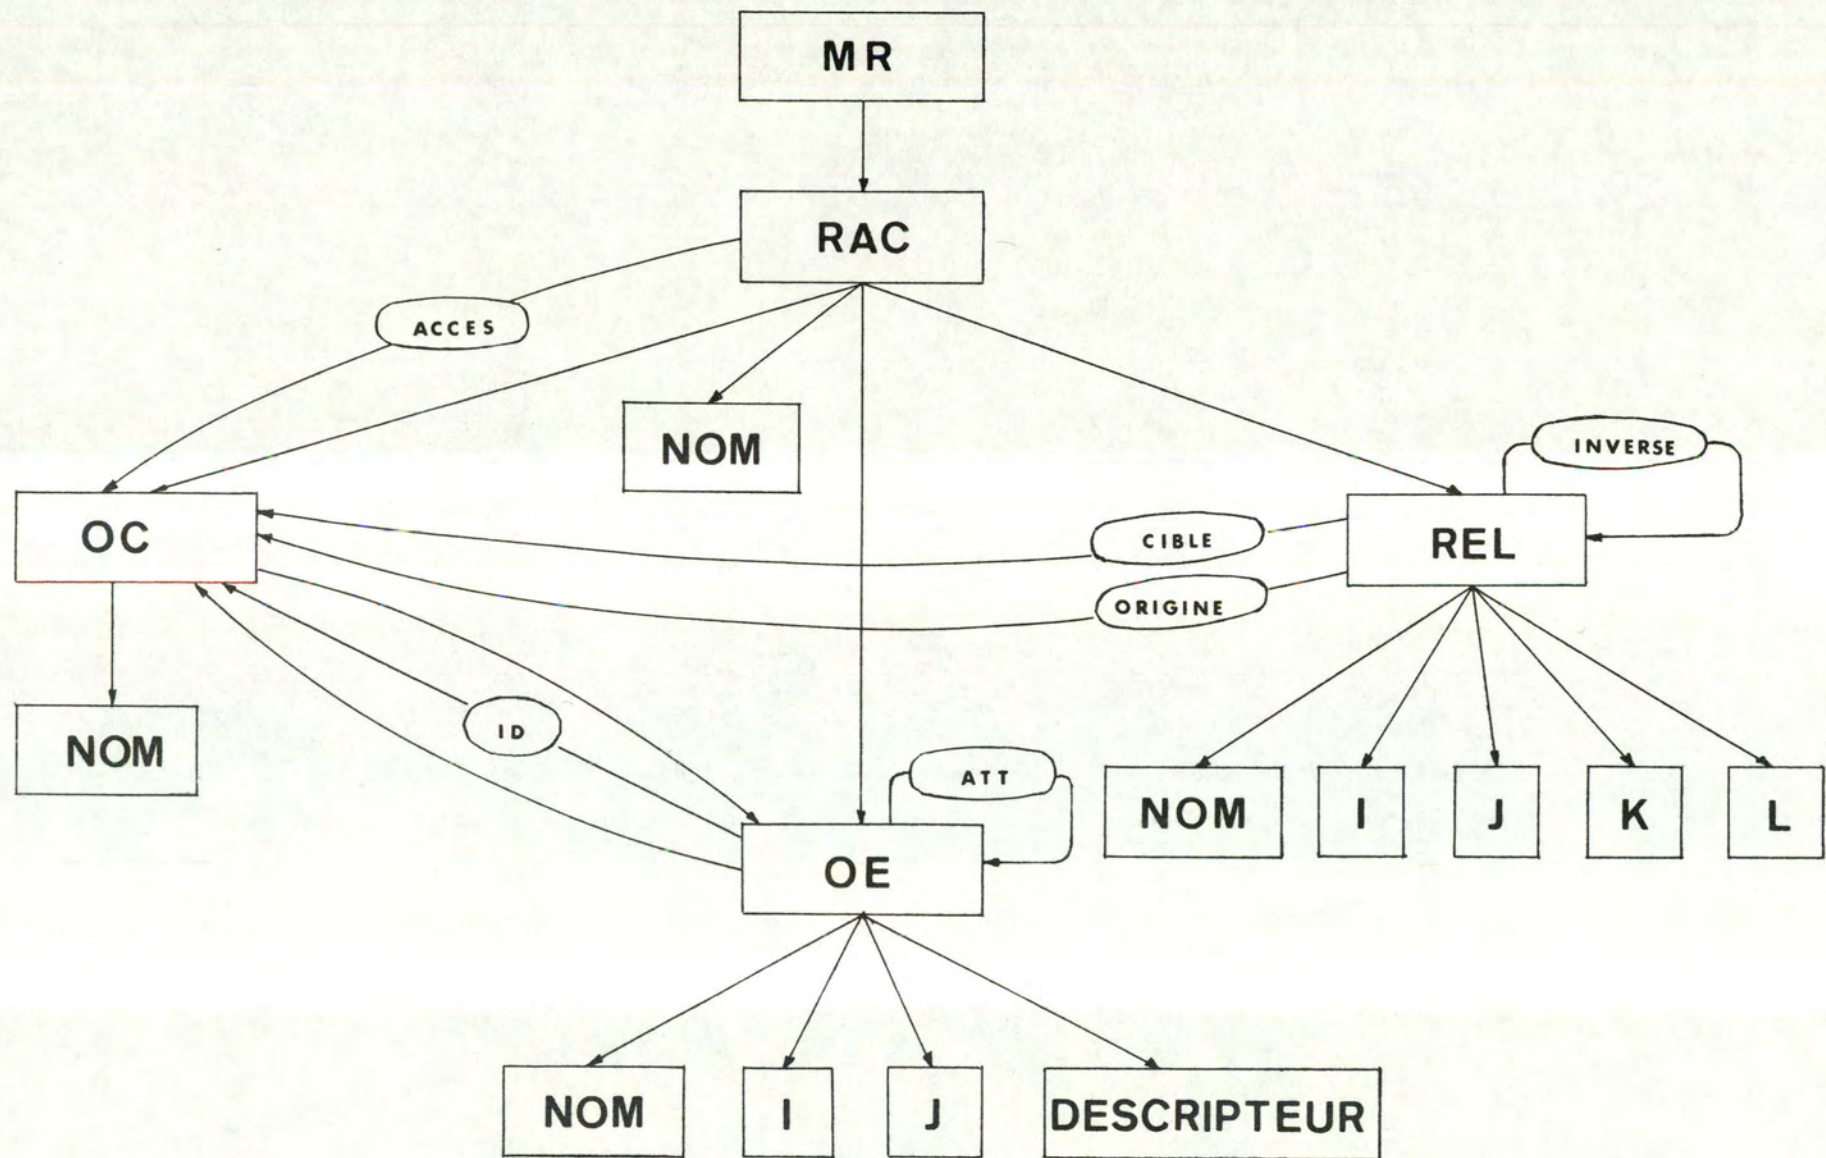 MR
RAC
ACCES
NOM
INVERSE
OC
CIBLE
REL
ORIGINE
NOM
ID
ATT
NOM
I
J
K
L
OE
NOM
I
J
DESCRIPTEUR